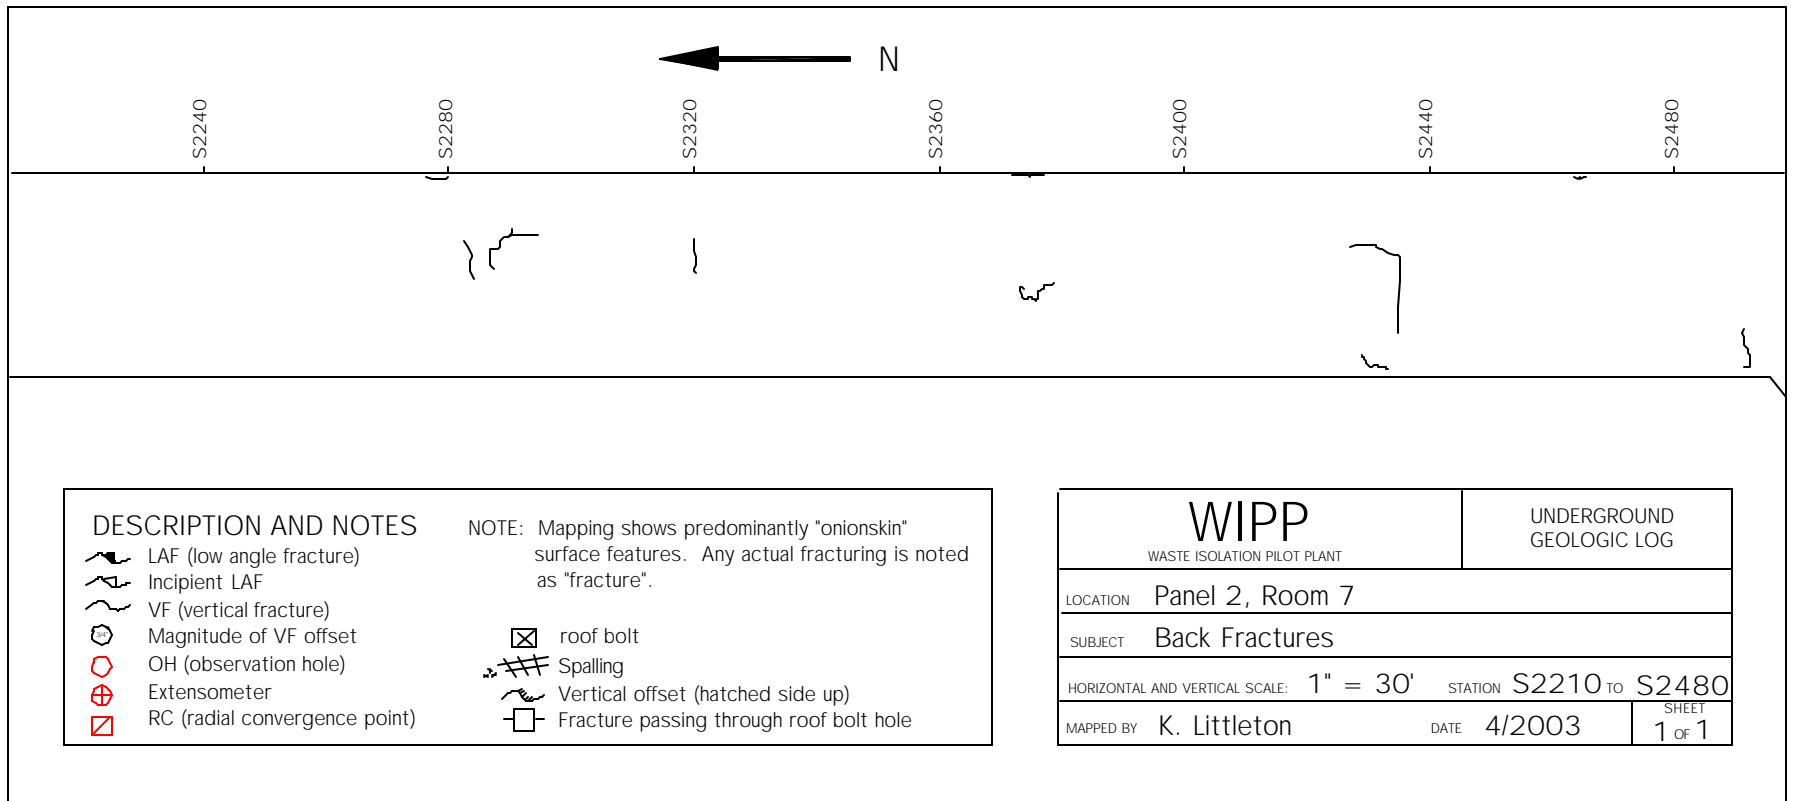 N
S2240
S2280
S2320
S2360
S2400
S2440
S2480
DESCRIPTION AND NOTES
LAF (low angle fracture)
Incipient LAF
VF (vertical fracture)
3/4"
Magnitude of VF offset
OH (observation hole)
Extensometer
RC (radial convergence point)
NOTE: Mapping shows predominantly "onionskin"
surface features. Any actual fracturing is noted
as "fracture".
roof bolt
Spalling
Vertical offset (hatched side up)
Fracture passing through roof bolt hole
WIPP
WASTE ISOLATION PILOT PLANT
UNDERGROUND
GEOLOGIC LOG
LOCATION Panel 2, Room 7
SUBJECT Back Fractures
HORIZONTAL AND VERTICAL SCALE: 1" = 30' STATION S2210 TO S2480
MAPPED BY K. Littleton DATE 4/2003
SHEET
1 OF 1